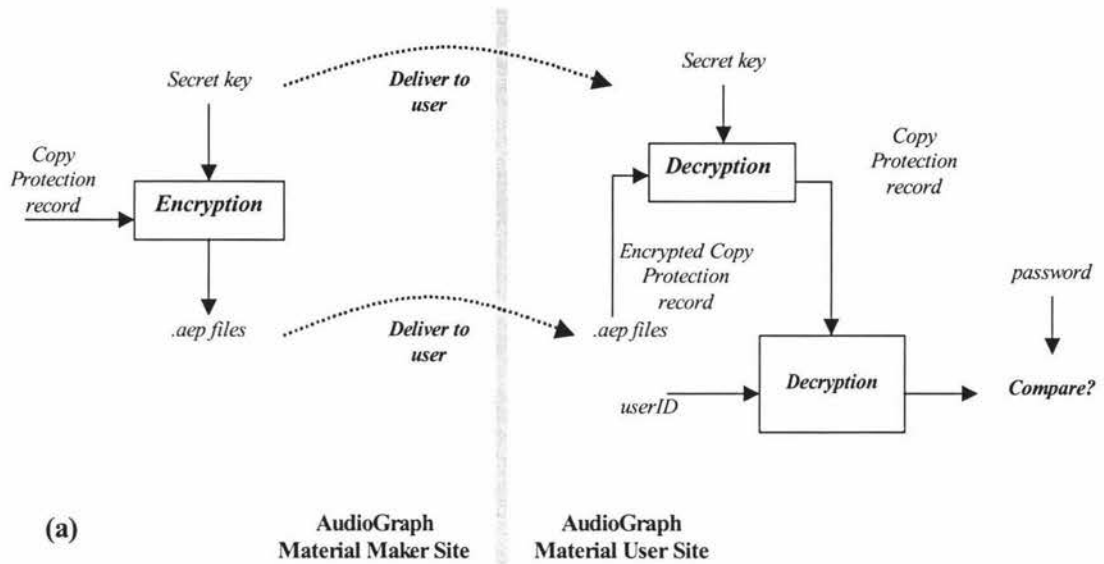 Secret key
Deliver to
user
Secret key
Copy
Protection
record
Encryption
Decryption
Copy
Protection
record
Encrypted Copy
Protection
record
.aep files
Deliver to
user
.aep files
password
userID
Decryption
Compare?
(a)
AudioGraph
Material Maker Site
AudioGraph
Material User Site